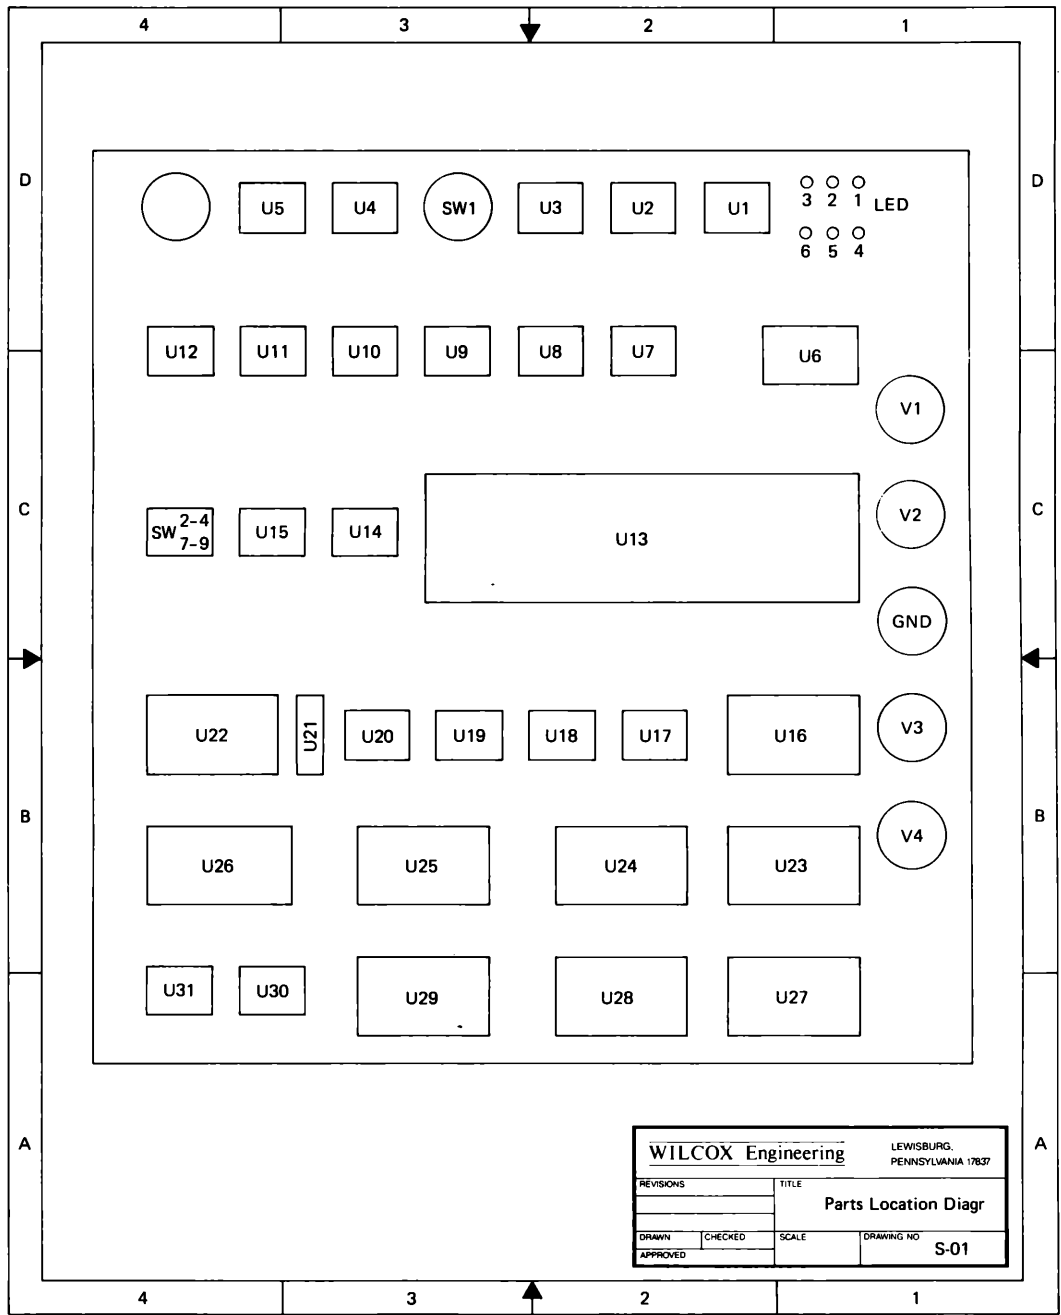 4 3 2 1
D D
U5 U4 SW1 U3 U2 U1
3 2 1 LED
6 5 4
U12 U11 U10 U9 U8 U7 U6
V1
C C
SW 2-4 7-9 U15 U14 U13 V2
GND
U22 U21 U20 U19 U18 U17 U16 V3
B B
U26 U25 U24 U23 V4
U31 U30 U29 U28 U27
A A
WILCOX Engineering
LEWISBURG,
PENNSYLVANIA 17837
REVISIONS
TITLE
Parts Location Diagr
DRAWN CHECKED SCALE DRAWING NO
S-01
APPROVED
4 3 2 1